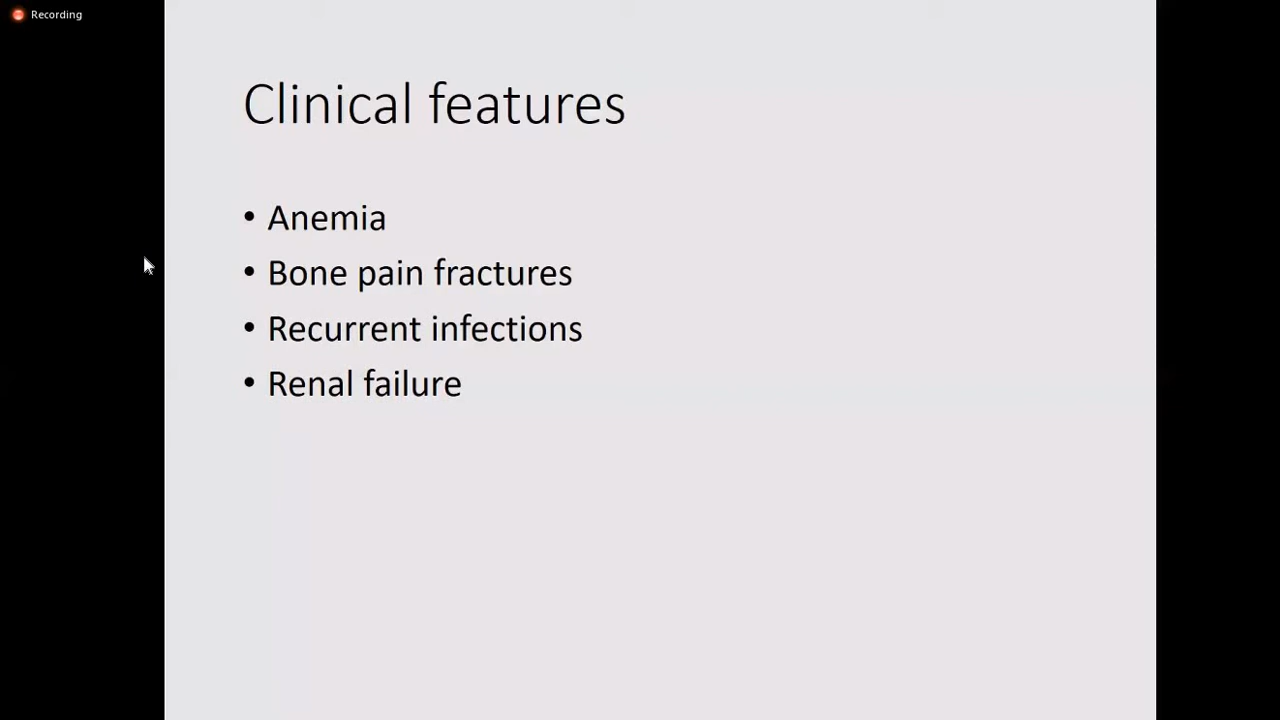 Recording
Clinical features
• Anemia
• Bone pain fractures
• Recurrent infections
• Renal failure